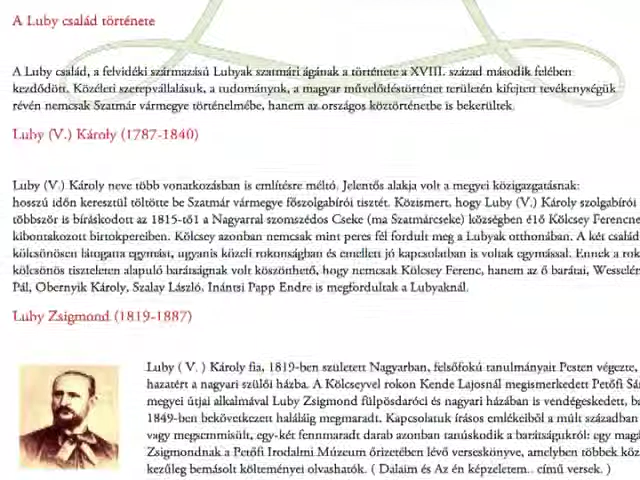 A Luby család története
A Luby család, a felvidéki származású Lubyak szatmári ágának a története a XVIII. század második felében
kezdődött. Közéleti szerepvállalásuk, a tudományok, a magyar művelődéstörténet területén kifejtett tevékenységük
révén nemcsak Szatmár vármegye történelmébe, hanem az országos köztörténetbe is bekerültek.
Luby (V.) Károly (1787-1840)
Luby (V.) Károly neve több vonatkozásban is említésre méltó. Jelentős alakja volt a megyei közigazgatásnak:
hosszú időn keresztül töltötte be Szatmár vármegye főszolgabírói tisztét. Közismert, hogy Luby (V.) Károly szolgabírói
többször is bíráskodott az 1815-től a Nagyarral szomszédos Cseke (ma Szatmárcseke) községben élő Kölcsey Ferencne
kibontakozott birtokpereiben. Kölcsey azonban nemcsak mint peres fél fordult meg a Lubyak otthonában. A két család
kölcsönösen látogatta egymást, ugyanis közeli rokonságban és emellett jó kapcsolatban is voltak egymással. Ennek a rok
kölcsönös tiszteleten alapuló barátságnak volt köszönhető, hogy nemcsak Kölcsey Ferenc, hanem az ő barátai, Wesselén
Pál, Obernyik Károly, Szalay László. Inántsi Papp Endre is megfordultak a Lubyaknál.
Luby Zsigmond (1819-1887)
Luby ( V. ) Károly fia, 1819-ben született Nagyarban, felsőfokú tanulmányait Pesten végezte,
hazatért a nagyari szülői házba. A Kölcseyvel rokon Kende Lajosnál megismerkedett Petőfi Sán
megyei útjai alkalmával Luby Zsigmond fülpösdaróci és nagyari házában is vendégeskedett, ba
1849-ben bekövetkezett haláláig megmaradt. Kapcsolatuk írásos emlékeiből a múlt században
vagy megsemmisült, egy-két fennmaradt darab azonban tanúskodik a barátságukról: egy magá
Zsigmondnak a Petőfi Irodalmi Múzeum őrizetében lévő verseskönyve, amelyben többek köz
kezűleg bemásolt költeményei olvashatók. ( Dalaim és Az én képzeletem.. című versek. )